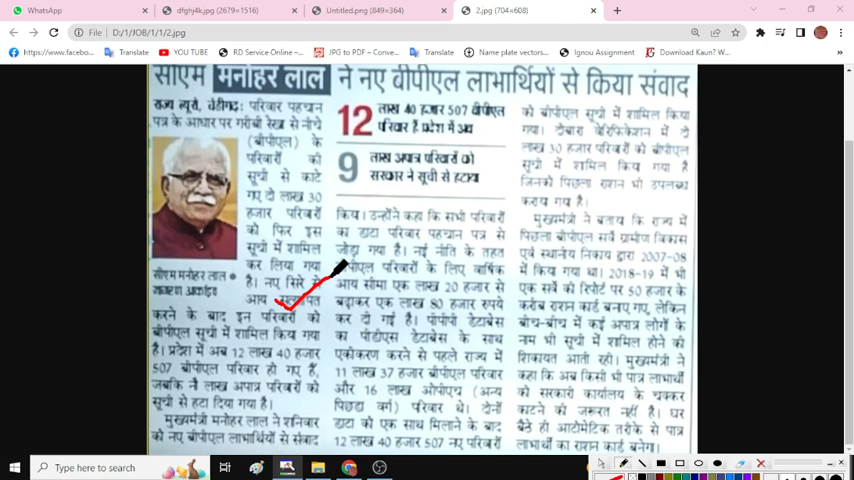 WhatsApp
dfghj4k.jpg (2679×1516)
Untitled.png (849×364)
2.jpg (704×608)
File
D:/1/JOB/1/1/2.jpg
https://www.facebo...
Translate
YOU TUBE
RD Service Online...
JPG to PDF – Conve...
Translate
Name plate vectors...
Ignou Assignment
Download Kaun? W...
सीएम मनोहर लाल ने नए बीपीएल लाभार्थियों से किया संवाद
राज्य ब्यूरो, चंडीगढ़: परिवार पहचान
पत्र के आधार पर गरीबी रेखा से नीचे
(बीपीएल) के
परिवारों की
सूची से काटे
गए दो लाख 30
हजार परिवारों
को फिर इस
सूची में शामिल
कर लिया गया
है। नए सिरे से
आय
सीएम मनोहर लाल ●
जागरण आर्काइव
करने के बाद इन परिवारों को
बीपीएल सूची में शामिल किया गया
है। प्रदेश में अब 12 लाख 40 हजार
507 बीपीएल परिवार हो गए हैं,
जबकि नौ लाख अपात्र परिवारों को
सूची से हटा दिया गया है।
मुख्यमंत्री मनोहर लाल ने शनिवार
को नए बीपीएल लाभार्थियों से संवाद
12 लाख 40 हजार 507 बीपीएल
परिवार हैं प्रदेश में अब
9 लाख अपात्र परिवारों को
सरकार ने सूची से हटाया
किया। उन्होंने कहा कि सभी परिवारों
का डाटा परिवार पहचान पत्र से
जोड़ा गया है। नई नीति के तहत
बीपीएल परिवारों के लिए वार्षिक
आय सीमा एक लाख 20 हजार से
बढ़ाकर एक लाख 80 हजार रुपये
कर दी गई है। पीपीपी डेटाबेस
का पीडीएस डेटाबेस के साथ
एकीकरण करने से पहले राज्य में
11 लाख 37 हजार बीपीएल परिवार
और 16 लाख ओपीएच (अन्य
पिछड़ा वर्ग) परिवार थे। दोनों
डाटा को एक साथ मिलाने के बाद
12 लाख 40 हजार 507 नए परिवारों
को बीपीएल सूची में शामिल किया
गया। दोबारा वेरिफिकेशन में दो
लाख 30 हजार परिवारों को बीपीएल
सूची में शामिल किया गया है
जिनको पिछला राशन भी उपलब्ध
कराया गया है।
मुख्यमंत्री ने बताया कि राज्य में
पिछला बीपीएल सर्वे ग्रामीण विकास
एवं स्थानीय निकाय द्वारा 2007-08
में किया गया था। 2018-19 में भी
एक सर्वे की रिपोर्ट पर 50 हजार के
करीब राशन कार्ड बनाए गए, लेकिन
बीच-बीच में कई अपात्र लोगों के
नाम भी सूची में शामिल होने की
शिकायत आती रही। मुख्यमंत्री ने
कहा कि अब किसी भी पात्र लाभार्थी
को सरकारी कार्यालय के चक्कर
काटने की जरूरत नहीं है। घर
बैठे ही आटोमेटिक तरीके से पात्र
लाभार्थी का राशन कार्ड बनेगा।
Type here to search